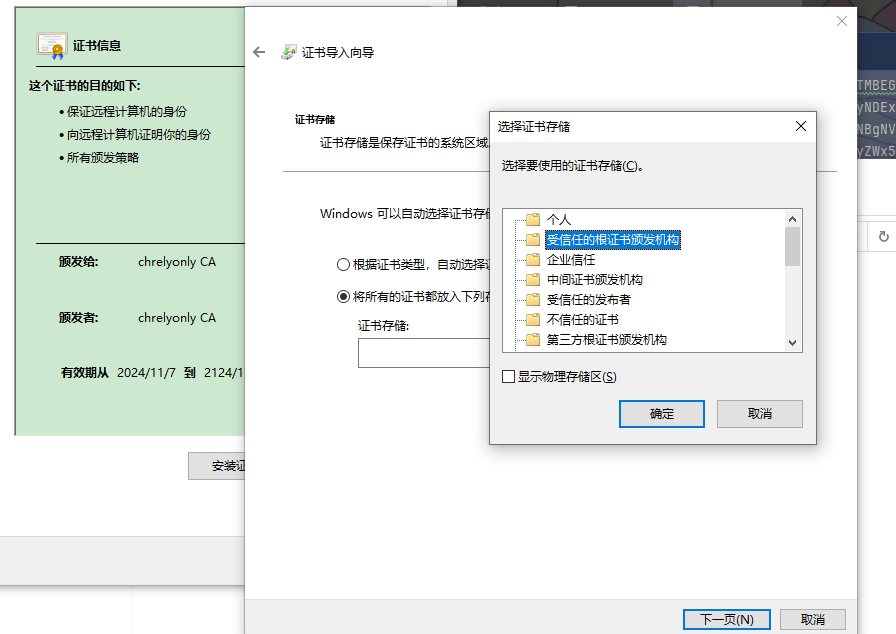 证书信息
这个证书的目的如下:
• 保证远程计算机的身份
• 向远程计算机证明你的身份
• 所有颁发策略
颁发给: chrelyonly CA
颁发者: chrelyonly CA
有效期从 2024/11/7 到 2124/1
安装证
证书导入向导
证书存储
证书存储是保存证书的系统区域
Windows 可以自动选择证书存
根据证书类型，自动选择
将所有的证书都放入下列
证书存储:
下一页(N)
取消
选择证书存储
选择要使用的证书存储(C)。
个人
受信任的根证书颁发机构
企业信任
中间证书颁发机构
受信任的发布者
不信任的证书
第三方根证书颁发机构
显示物理存储区(S)
确定
取消
TMBEG
yNDEx
NBgNV
yZWx5